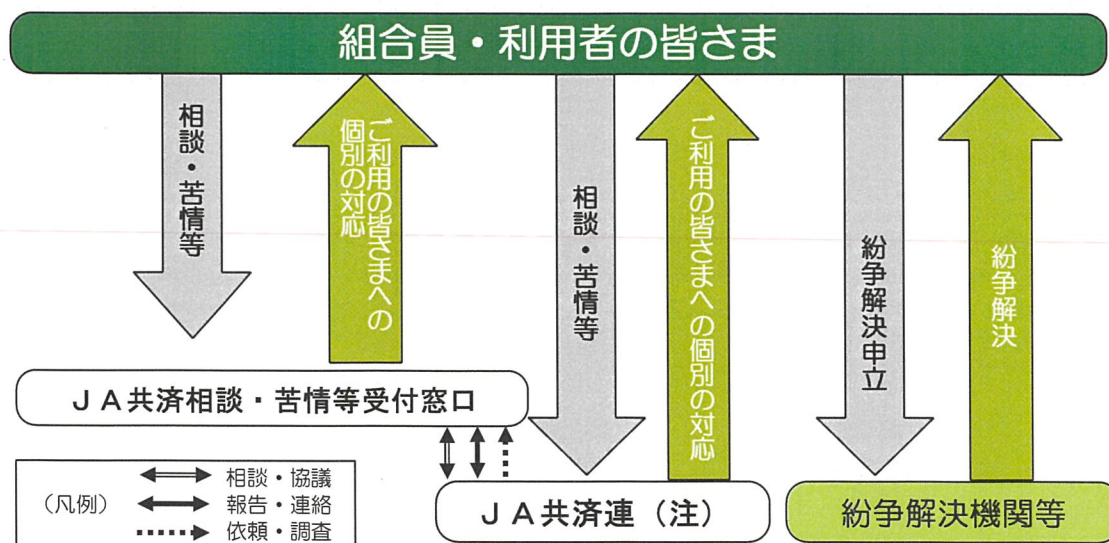 組合員・利用者の皆さま
相談・苦情等
ご利用の皆さまへの
個別の対応
相談・苦情等
ご利用の皆さまへの個別の対応
紛争解決申立
紛争解決
JA共済相談・苦情等受付窓口
JA共済連（注）
紛争解決機関等
（凡例）
相談・協議
報告・連絡
依頼・調査